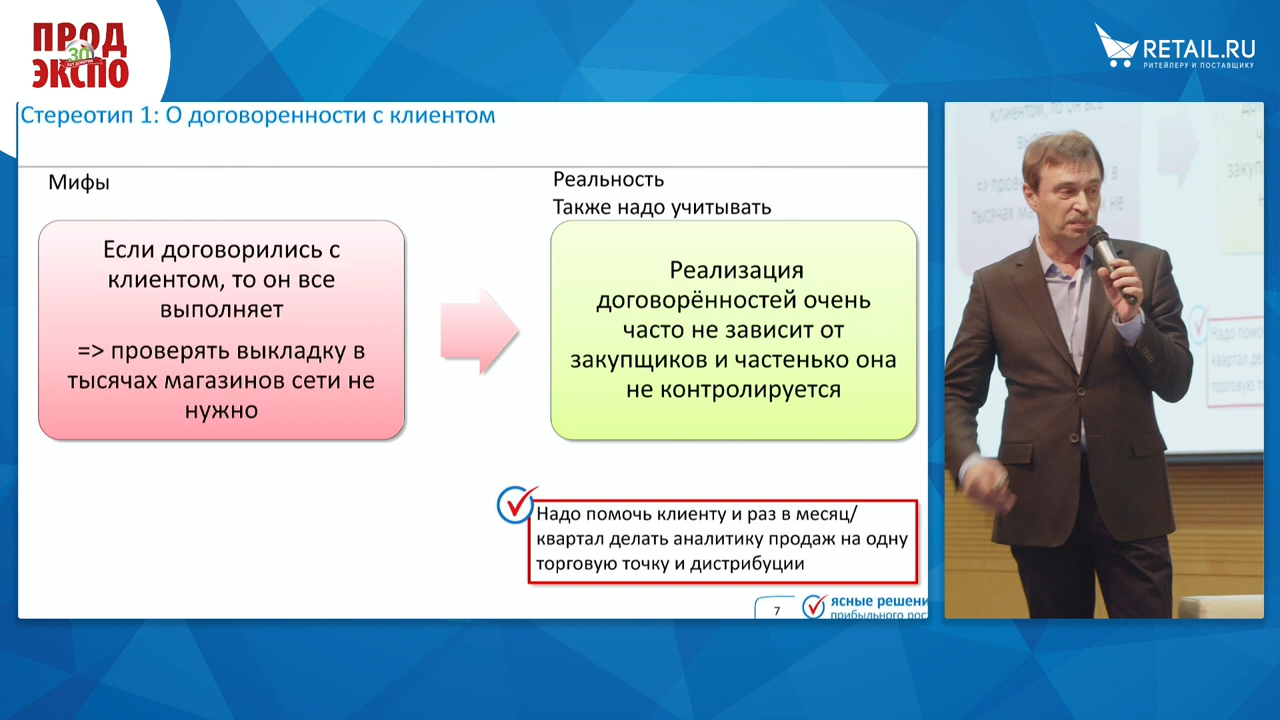 ПРОД
30
ЭКСПО
RETAIL.RU
РИТЕЙЛЕРУ И ПОСТАВЩИКУ
Стереотип 1: О договоренности с клиентом
Мифы
Если договорились с
клиентом, то он все
выполняет
=> проверять выкладку в
тысячах магазинов сети не
нужно
Реальность
Также надо учитывать
Реализация
договорённостей очень
часто не зависит от
закупщиков и частенько она
не контролируется
Надо помочь клиенту и раз в месяц/
квартал делать аналитику продаж на одну
торговую точку и дистрибуции
7
ясные решени
прибыльного рос